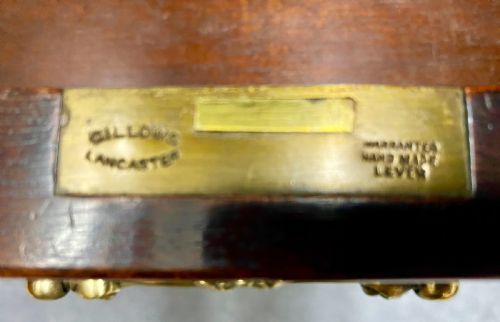 GILLOWS
LANCASTER
WARRANTED
HAND MADE
LEVER